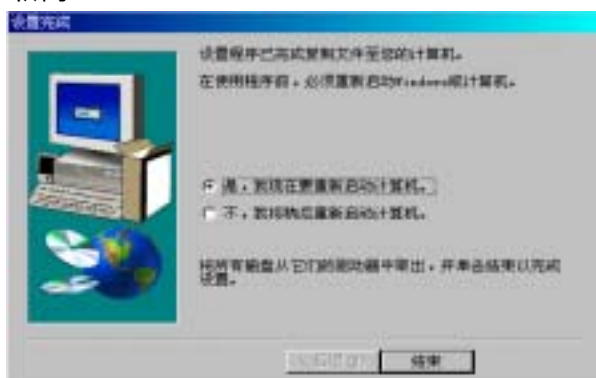 设置完成
设置程序已完成复制文件至您的计算机。
在使用程序前，必须重新启动Windows或计算机。
是，我现在要重新启动计算机。
不，我将稍后重新启动计算机。
将所有磁盘从它们的驱动器中取出，并单击结束以完成
设置。
结束